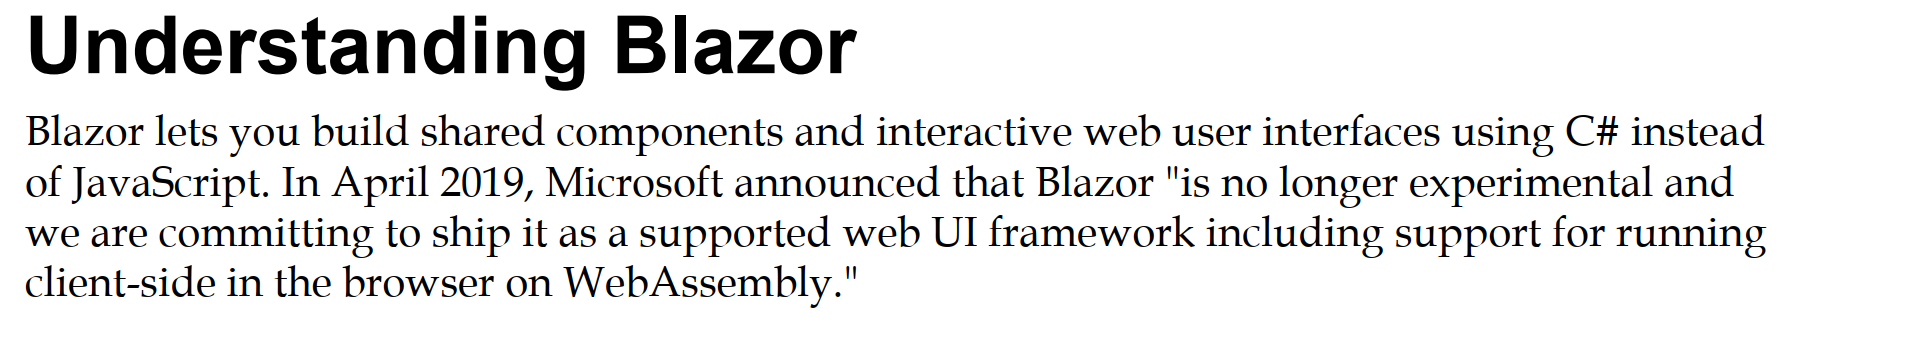 Understanding Blazor
Blazor lets you build shared components and interactive web user interfaces using C# instead
of JavaScript. In April 2019, Microsoft announced that Blazor "is no longer experimental and
we are committing to ship it as a supported web UI framework including support for running
client-side in the browser on WebAssembly."